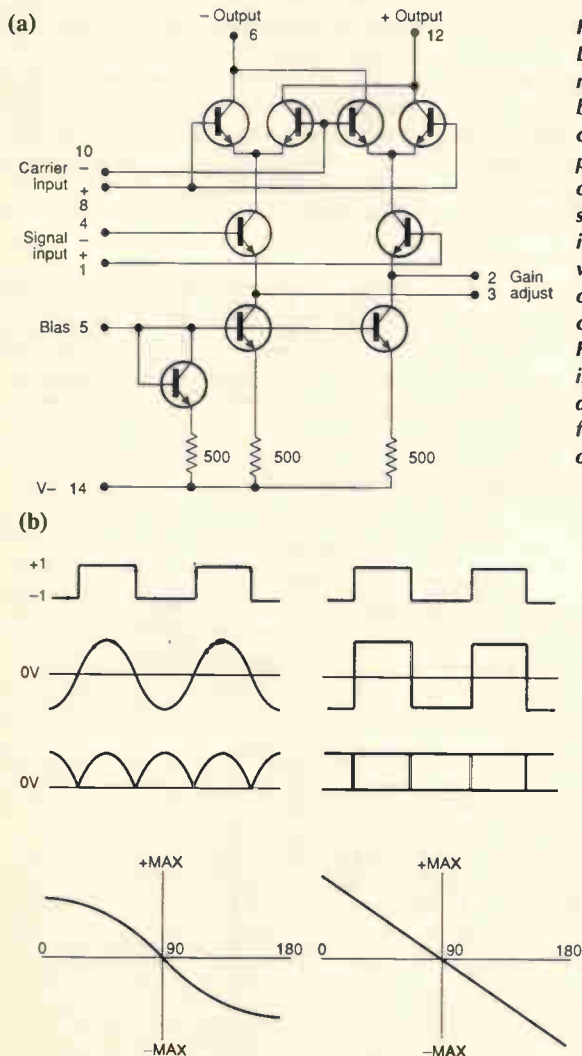 (a)
– Output
6
+ Output
12
10
Carrier –
input +
8
4
Signal –
input +
1
2 Gain
3 adjust
Bias 5
500
500
500
V– 14
(b)
+1
–1
0V
0V
+MAX
0
90
180
–MAX
+MAX
0
90
180
–MAX